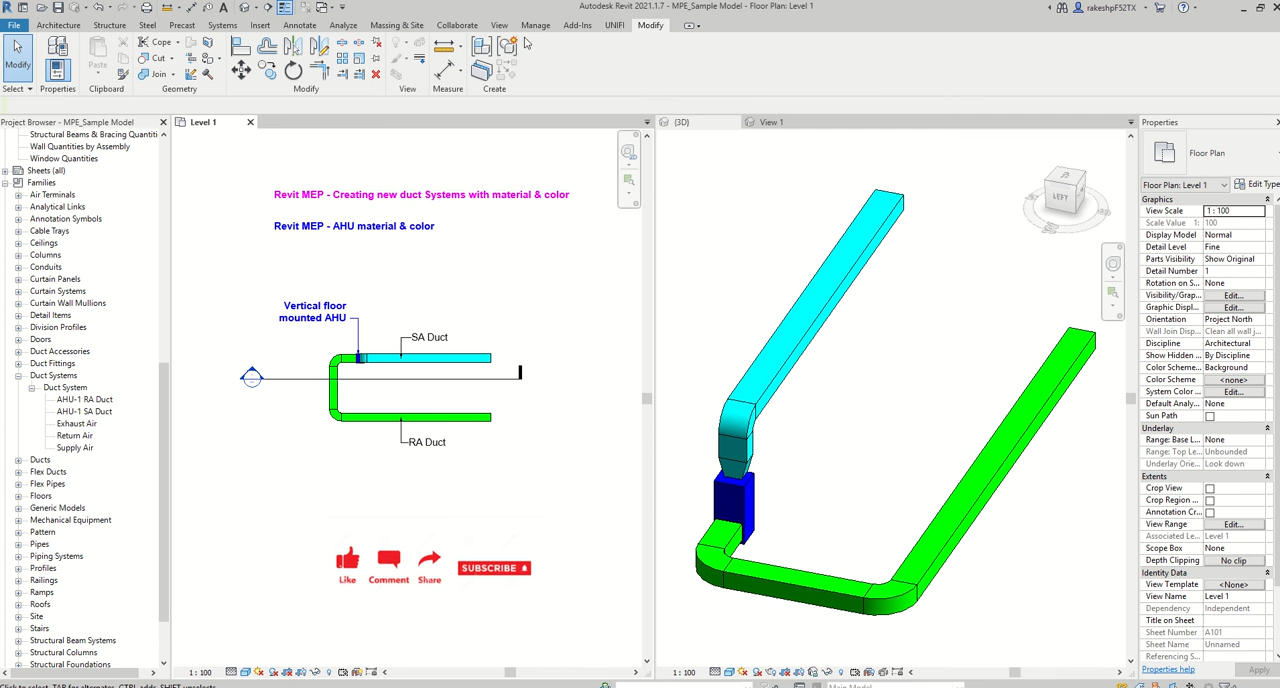 Autodesk Revit 2021.1.7 - MPE_Sample Model - Floor Plan: Level 1
rakeshpF52TX
File Architecture Structure Steel Precast Systems Insert Annotate Analyze Massing & Site Collaborate View Manage Add-Ins UNIFI Modify
Modify
Paste
Cope
Cut
Join
Select Properties Clipboard Geometry Modify View Measure Create
Project Browser - MPE_Sample Model
Structural Beams & Bracing Quantiti
Wall Quantities by Assembly
Window Quantities
Sheets (all)
Families
Air Terminals
Analytical Links
Annotation Symbols
Cable Trays
Ceilings
Columns
Conduits
Curtain Panels
Curtain Systems
Curtain Wall Mullions
Detail Items
Division Profiles
Doors
Duct Accessories
Duct Fittings
Duct Systems
Duct System
AHU-1 RA Duct
AHU-1 SA Duct
Exhaust Air
Return Air
Supply Air
Ducts
Flex Ducts
Flex Pipes
Floors
Generic Models
Mechanical Equipment
Pattern
Pipes
Piping Systems
Profiles
Railings
Ramps
Roofs
Site
Stairs
Structural Beam Systems
Structural Columns
Structural Foundations
Level 1
Revit MEP - Creating new duct Systems with material & color
Revit MEP - AHU material & color
Vertical floor
mounted AHU
SA Duct
RA Duct
Like Comment Share SUBSCRIBE
1 : 100
{3D} View 1
LEFT
1 : 100
Properties
Floor Plan
Floor Plan: Level 1 Edit Type
Graphics
View Scale 1 : 100
Scale Value 1: 100
Display Model Normal
Detail Level Fine
Parts Visibility Show Original
Detail Number 1
Rotation on S... None
Visibility/Grap... Edit...
Graphic Displ... Edit...
Orientation Project North
Wall Join Disp... Clean all wall j...
Discipline Architectural
Show Hidden ... By Discipline
Color Scheme... Background
Color Scheme <none>
System Color ... Edit...
Default Analy... None
Sun Path
Underlay
Range: Base L... None
Range: Top Le... Unbounded
Underlay Orie... Look down
Extents
Crop View
Crop Region ...
Annotation Cr...
View Range Edit...
Associated Le... Level 1
Scope Box None
Depth Clipping No clip
Identity Data
View Template <None>
View Name Level 1
Dependency Independent
Title on Sheet
Sheet Number A101
Sheet Name Unnamed
Referencing S...
Properties help Apply
Main Model